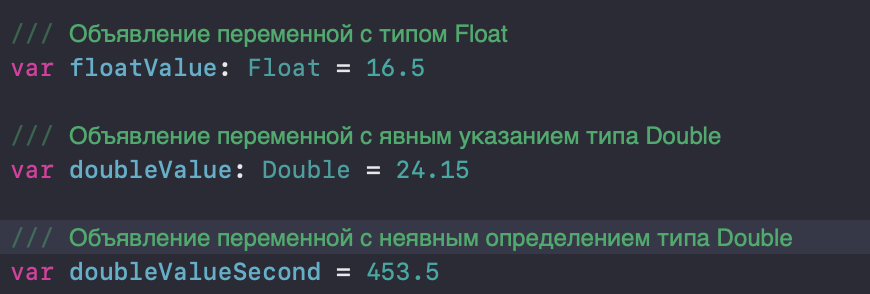 /// Объявление переменной с типом Float
var floatValue: Float = 16.5
/// Объявление переменной с явным указанием типа Double
var doubleValue: Double = 24.15
/// Объявление переменной с неявным определением типа Double
var doubleValueSecond = 453.5